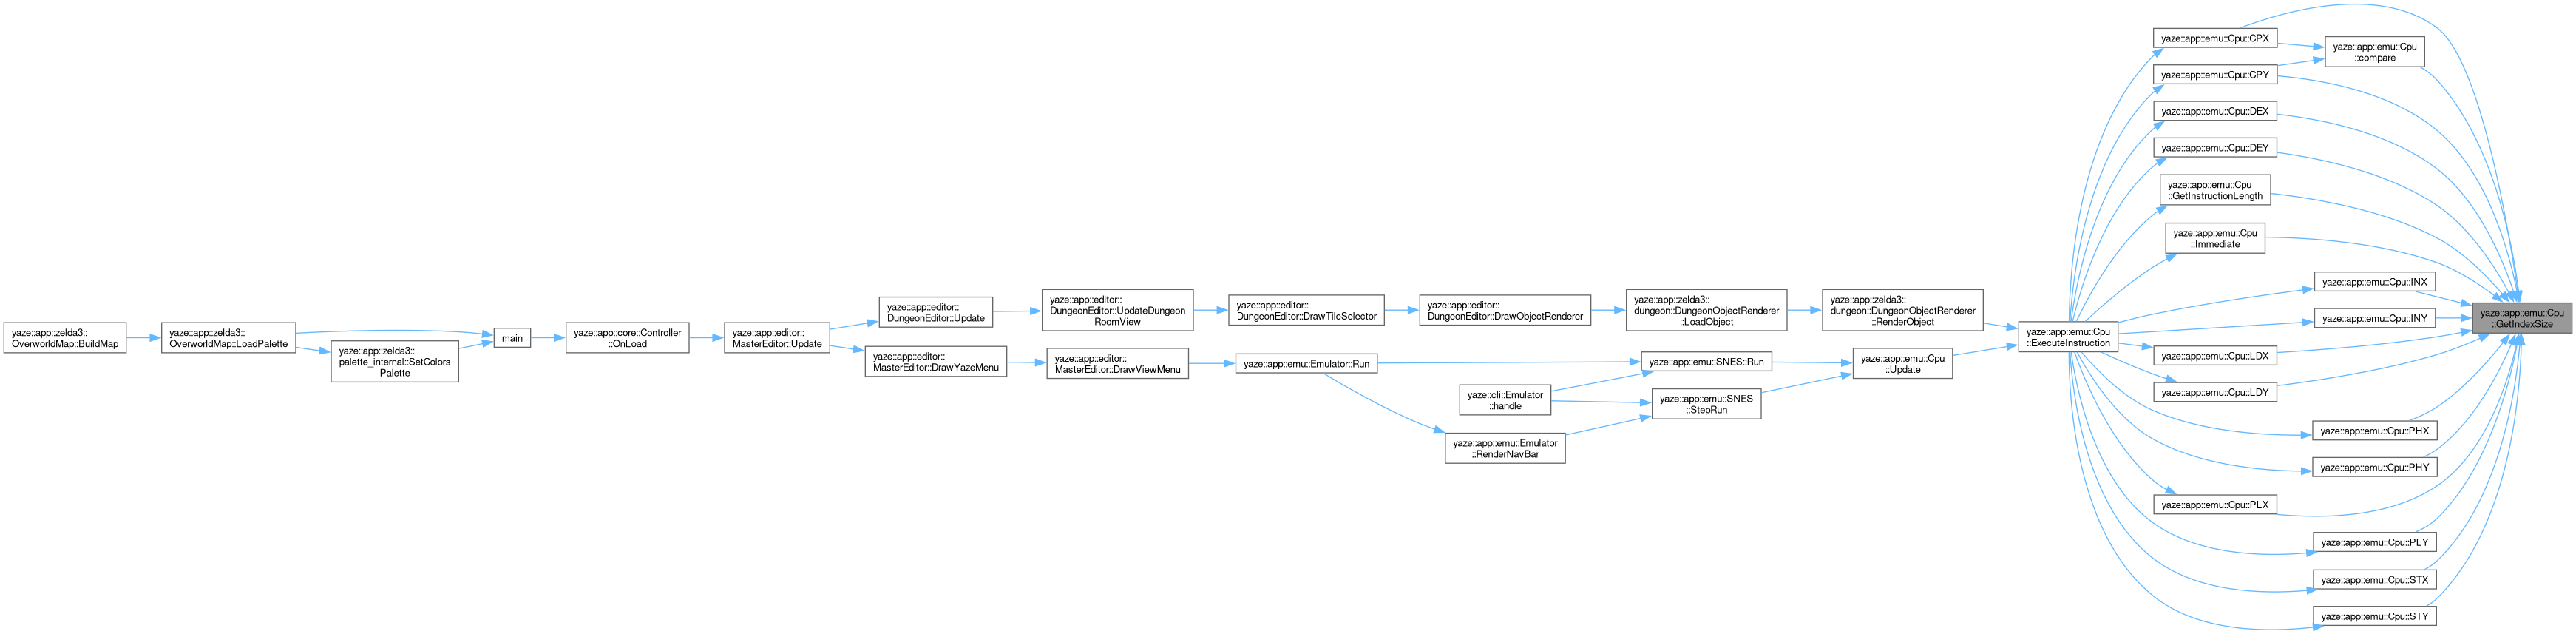 yaze::app::zelda3::
OverworldMap::BuildMap
yaze::app::zelda3::
OverworldMap::LoadPalette
yaze::app::zelda3::
palette_internal::SetColors
Palette
main
yaze::app::core::Controller
::OnLoad
yaze::app::editor::
MasterEditor::Update
yaze::app::editor::
DungeonEditor::Update
yaze::app::editor::
MasterEditor::DrawYazeMenu
yaze::app::editor::
DungeonEditor::UpdateDungeon
RoomView
yaze::app::editor::
MasterEditor::DrawViewMenu
yaze::app::editor::
DungeonEditor::DrawTileSelector
yaze::app::emu::Emulator::Run
yaze::app::editor::
DungeonEditor::DrawObjectRenderer
yaze::cli::Emulator
::handle
yaze::app::emu::Emulator
::RenderNavBar
yaze::app::zelda3::
dungeon::DungeonObjectRenderer
::LoadObject
yaze::app::emu::SNES::Run
yaze::app::emu::SNES
::StepRun
yaze::app::zelda3::
dungeon::DungeonObjectRenderer
::RenderObject
yaze::app::emu::Cpu
::Update
yaze::app::emu::Cpu
::ExecuteInstruction
yaze::app::emu::Cpu::CPX
yaze::app::emu::Cpu
::compare
yaze::app::emu::Cpu::CPY
yaze::app::emu::Cpu::DEX
yaze::app::emu::Cpu::DEY
yaze::app::emu::Cpu
::GetInstructionLength
yaze::app::emu::Cpu
::Immediate
yaze::app::emu::Cpu::INX
yaze::app::emu::Cpu::INY
yaze::app::emu::Cpu::LDX
yaze::app::emu::Cpu::LDY
yaze::app::emu::Cpu::PHX
yaze::app::emu::Cpu::PHY
yaze::app::emu::Cpu::PLX
yaze::app::emu::Cpu::PLY
yaze::app::emu::Cpu::STX
yaze::app::emu::Cpu::STY
yaze::app::emu::Cpu
::GetIndexSize